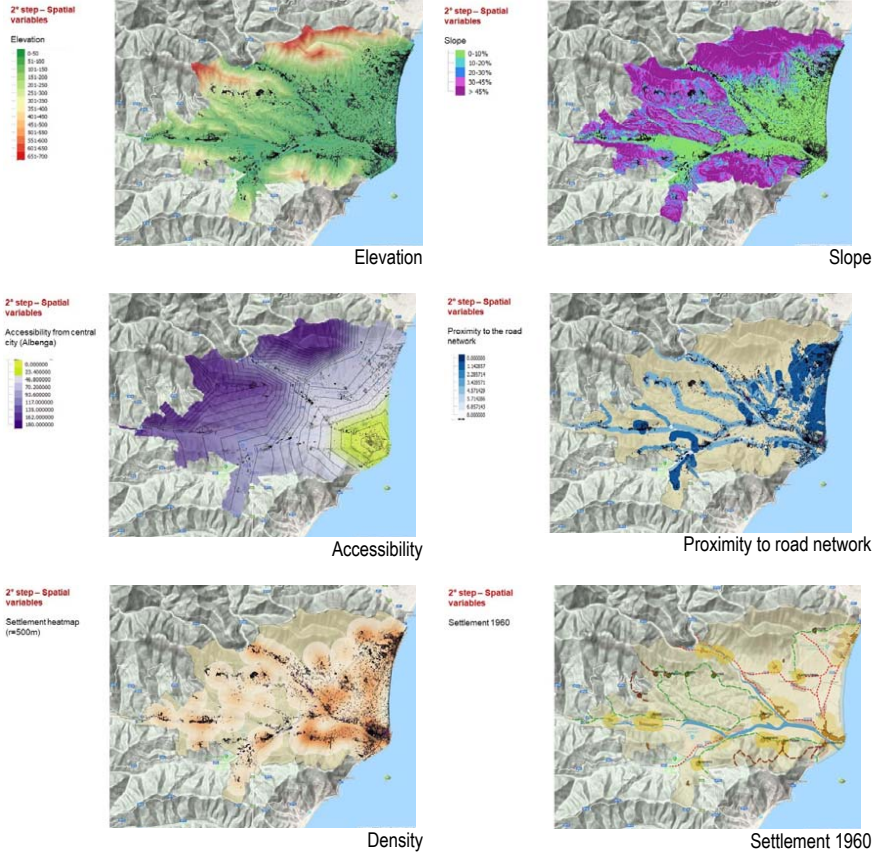 2° step – Spatial
variables
Elevation
0-50
51-100
101-150
151-200
201-250
251-300
301-350
351-400
401-450
451-500
501-550
551-600
601-650
651-700
Elevation
2° step – Spatial
variables
Slope
0-10%
10-20%
20-30%
30-45%
> 45%
Slope
2° step – Spatial
variables
Accessibility from central
city (Albenga)
0.000000
23.400000
46.800000
70.200000
93.600000
117.000000
180.000000
Accessibility
2° step – Spatial
variables
Proximity to the road
network
0.000000
1.142857
2.285714
3.428571
4.571429
5.714286
6.857143
8.000000
Proximity to road network
2° step – Spatial
variables
Settlement heatmap
(r=500m)
Density
2° step – Spatial
variables
Settlement 1960
Settlement 1960